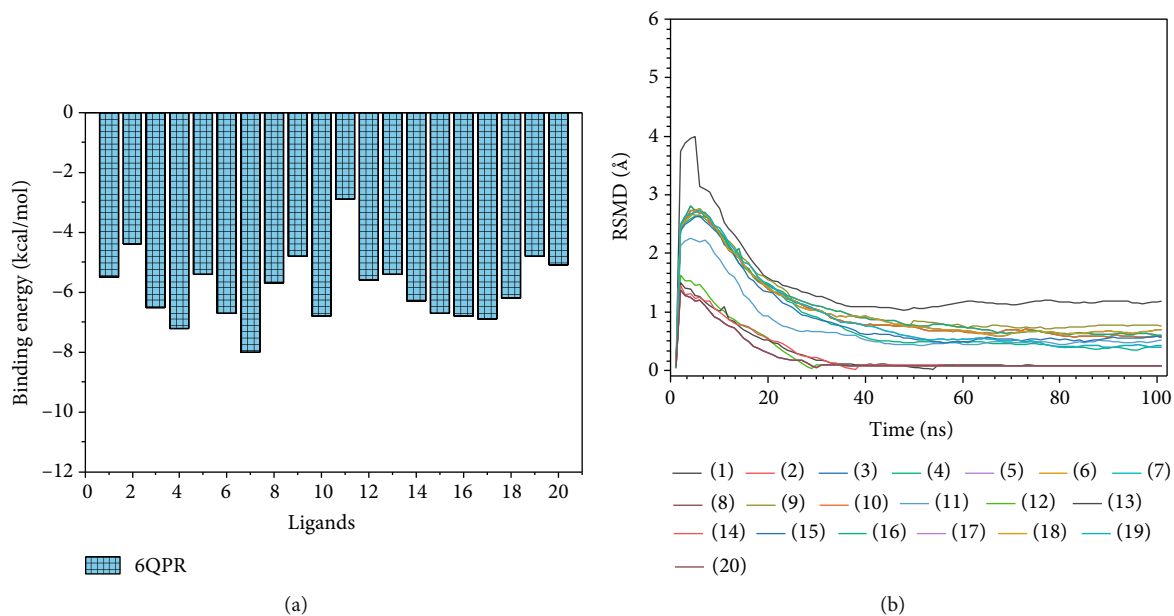 0
−2
−4
−6
−8
−10
−12
Binding energy (kcal/mol)
0 2 4 6 8 10 12 14 16 18 20
Ligands
6QPR
(a)
6
5
4
3
2
1
0
RSMD (Å)
0 20 40 60 80 100
Time (ns)
(1) (2) (3) (4) (5) (6) (7)
(8) (9) (10) (11) (12) (13)
(14) (15) (16) (17) (18) (19)
(20)
(b)